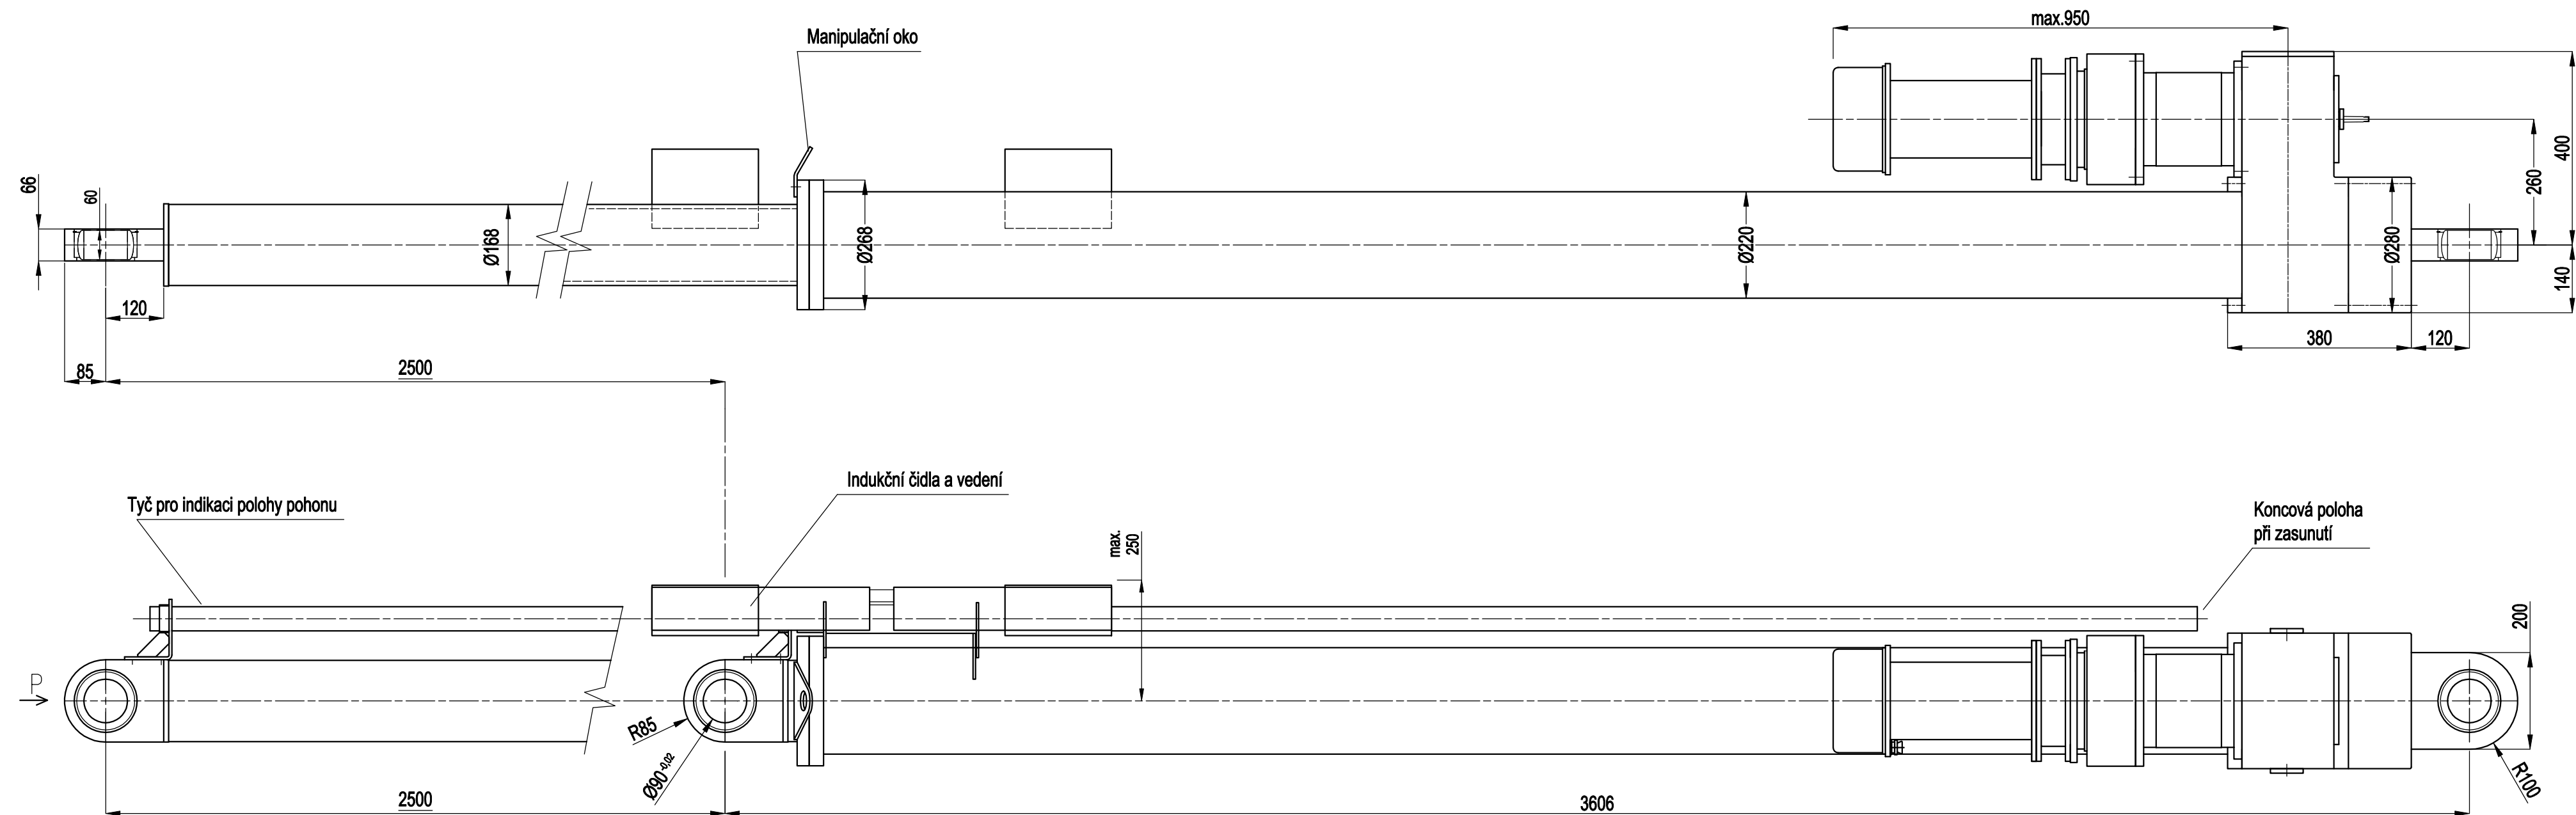 max.950
Manipulační oko
66
60
Ø168
Ø268
Ø220
Ø280
260
400
140
120
380
120
85
2500
Indukční čidla a vedení
Tyč pro indikaci polohy pohonu
Koncová poloha
při zasunutí
max.
250
200
P
R85
Ø90-0,02
R100
2500
3606